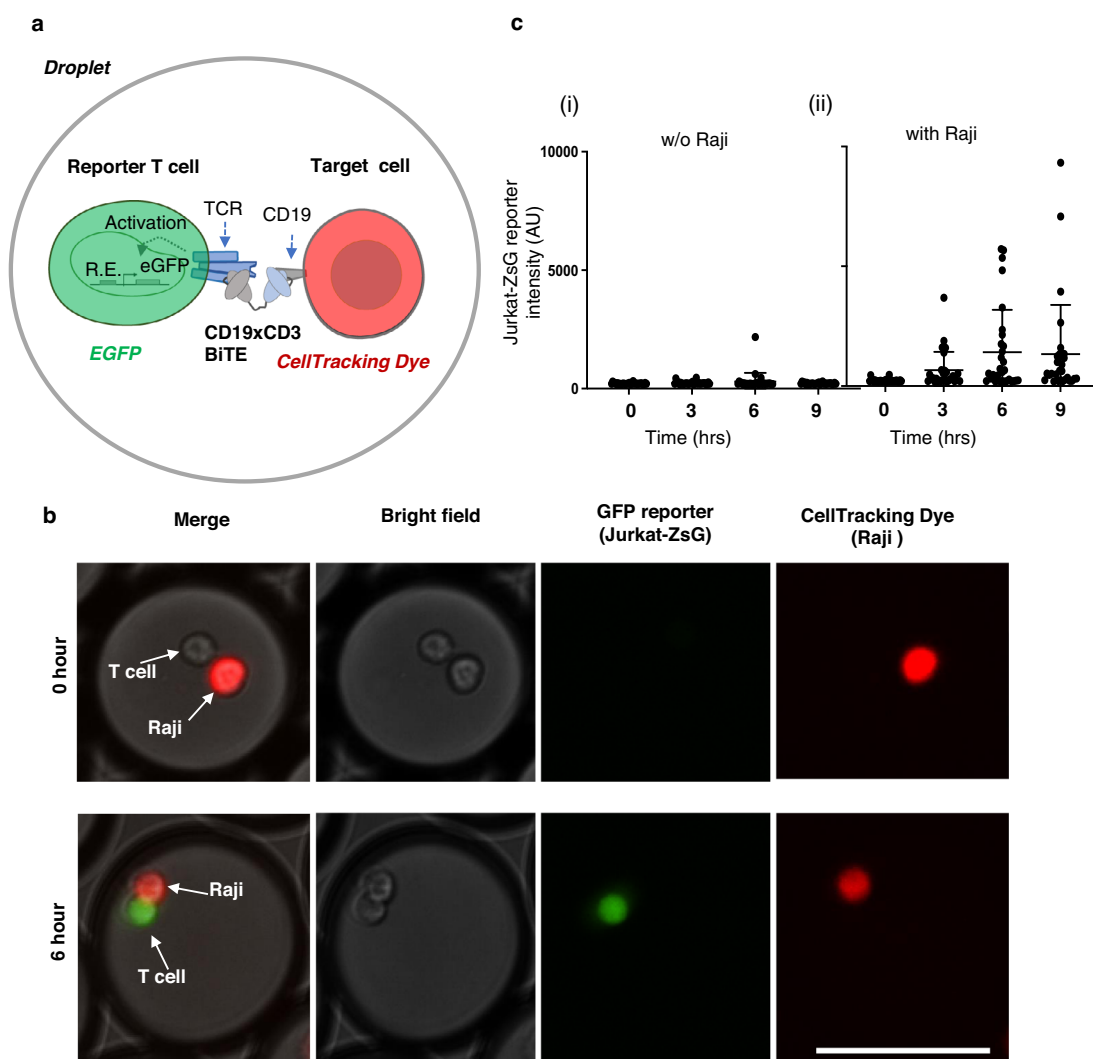 a
Droplet
Reporter T cell
Target cell
TCR
CD19
Activation
R.E.
eGFP
CD19xCD3
BiTE
EGFP
CellTracking Dye
c
(i)
(ii)
w/o Raji
with Raji
Jurkat-ZsG reporter
intensity (AU)
10000
5000
0
0 3 6 9
Time (hrs)
0 3 6 9
Time (hrs)
b
Merge
Bright field
GFP reporter
(Jurkat-ZsG)
CellTracking Dye
(Raji )
0 hour
T cell
Raji
6 hour
Raji
T cell